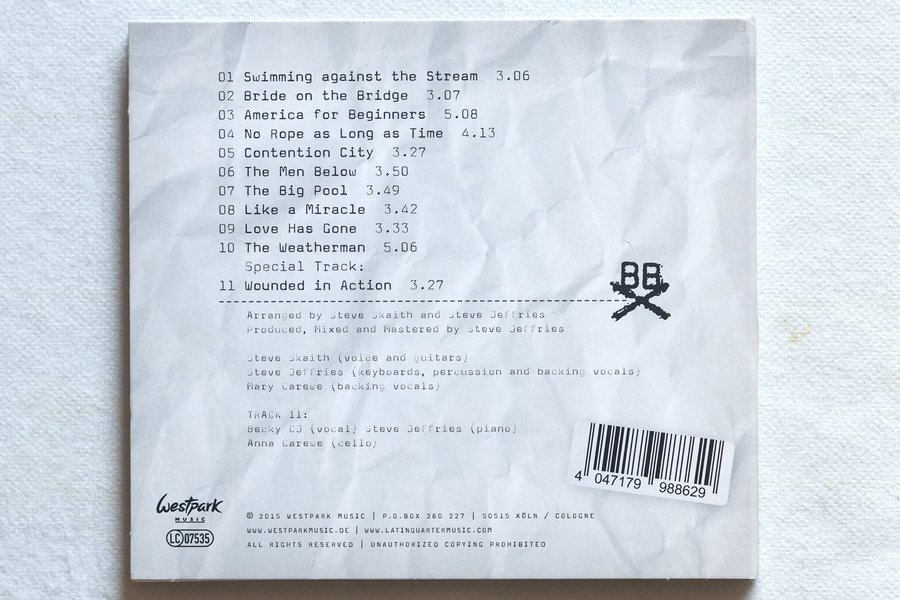 01 Swimming against the Stream 3.06
02 Bride on the Bridge 3.07
03 America for Beginners 5.08
04 No Rope as Long as Time 4.13
05 Contention City 3.27
06 The Men Below 3.50
07 The Big Pool 3.49
08 Like a Miracle 3.42
09 Love Has Gone 3.33
10 The Weatherman 5.06
Special Track:
11 Wounded in Action 3.27
BB
Arranged by Steve Skaith and Steve Jeffries
Produced, Mixed and Mastered by Steve Jeffries
Steve Skaith (voice and guitars)
Steve Jeffries (keyboards, percussion and backing vocals)
Mary Carewe (backing vocals)
TRACK 11:
Becky CJ (vocal) Steve Jeffries (piano)
Anna Carewe (cello)
4 047179 988629
Westpark
MUSIC
LC 07535
© 2015 WESTPARK MUSIC | P.O.BOX 260 227 | 50515 KÖLN / COLOGNE
WWW.WESTPARKMUSIC.DE | WWW.LATINQUARTERMUSIC.COM
ALL RIGHTS RESERVED | UNAUTHORIZED COPYING PROHIBITED